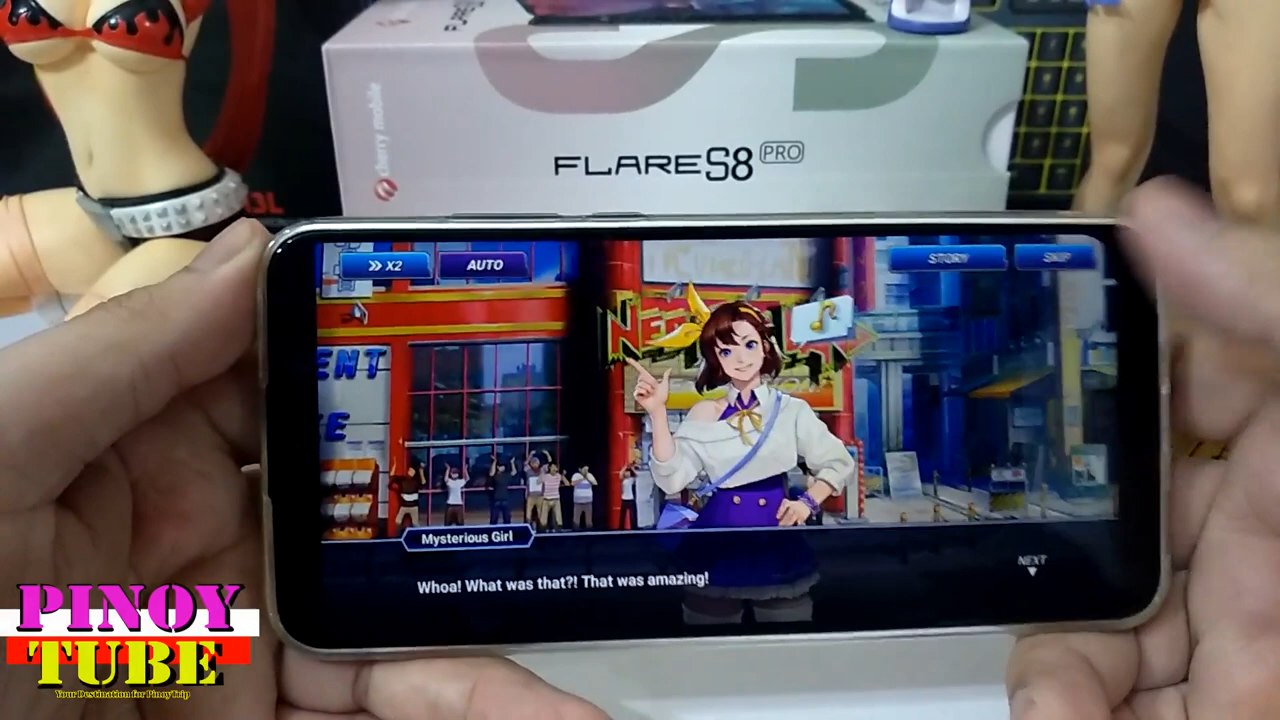 cherry mobile
FLARE S8 PRO
X2
AUTO
STORY
SKIP
ENT
Mysterious Girl
NEXT
Whoa! What was that?! That was amazing!
PINOY
TUBE
Your Destination for PinoyTrip